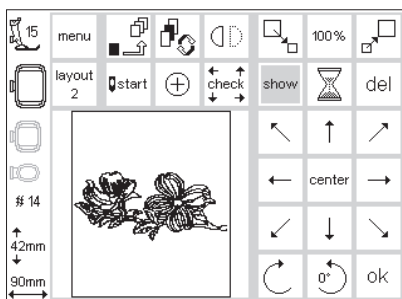 15
menu
100%
layout
2
start
check
show
del
# 14
42mm
90mm
center
0°
ok